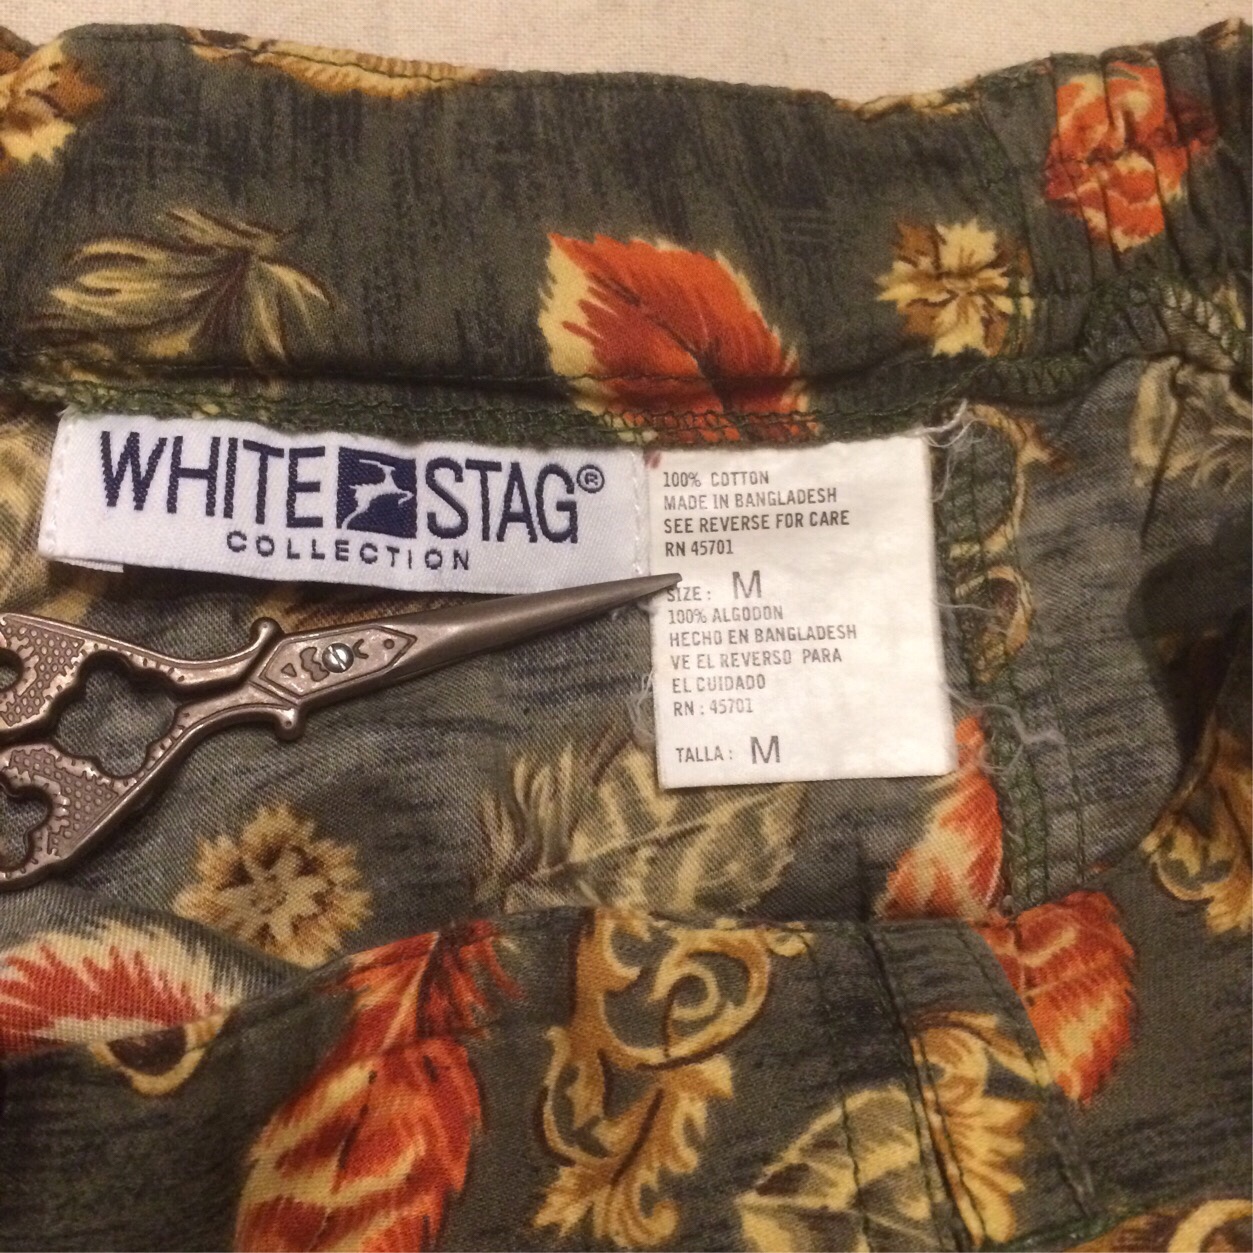 WHITE STAG®
COLLECTION
100% COTTON
MADE IN BANGLADESH
SEE REVERSE FOR CARE
RN 45701
SIZE: M
100% ALGODON
HECHO EN BANGLADESH
VE EL REVERSO PARA
EL CUIDADO
RN : 45701
TALLA: M